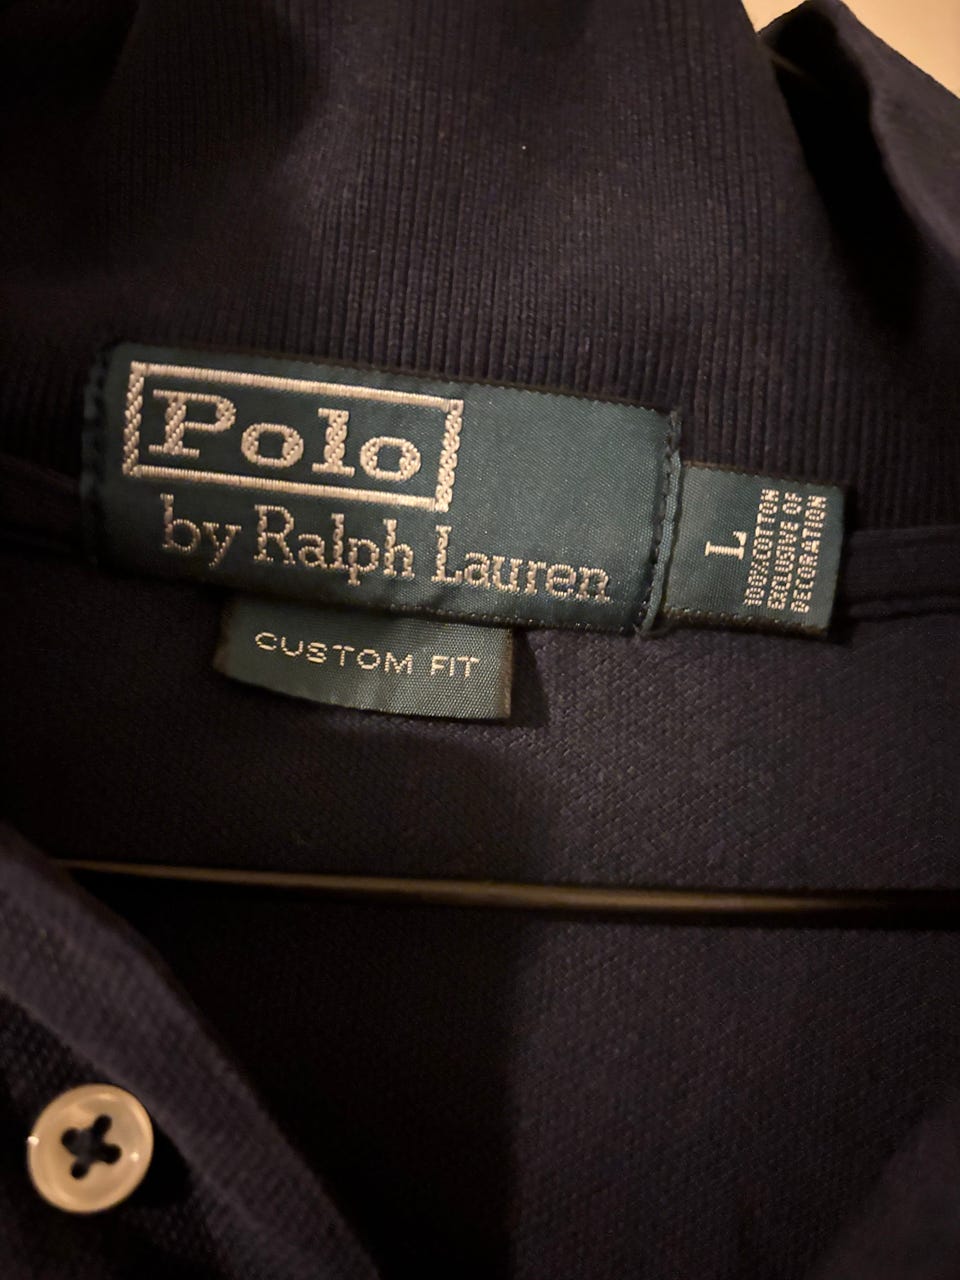 Polo
by Ralph Lauren
CUSTOM FIT
L
100% COTTON
EXCLUSIVE OF
DECORATION